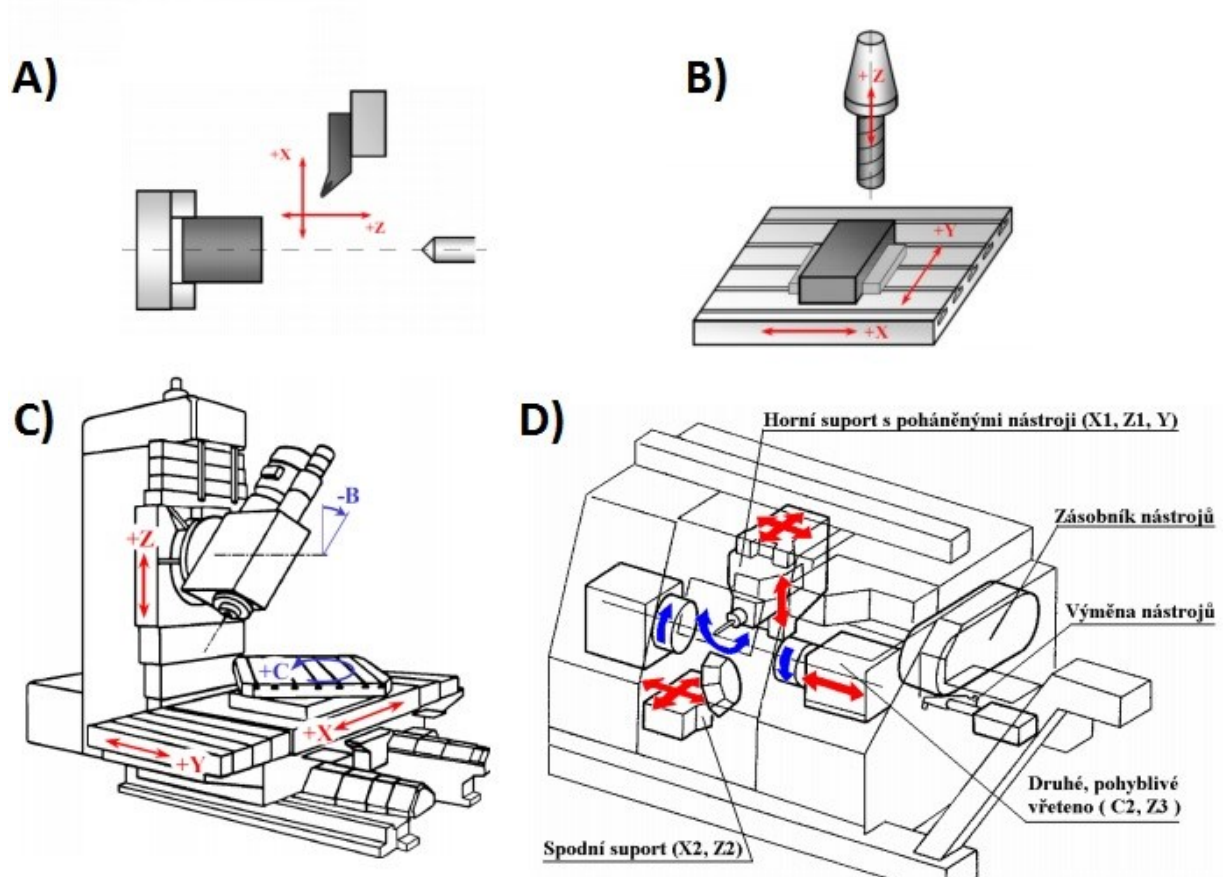 A)
+X
+Z
B)
+ Z
+Y
+X
C)
-B
+Z
+C
+X
+Y
D)
Horní suport s poháněnými nástroji (X1, Z1, Y)
Zásobník nástrojů
Výměna nástrojů
Druhé, pohyblivé
vřeteno ( C2, Z3 )
Spodní suport (X2, Z2)